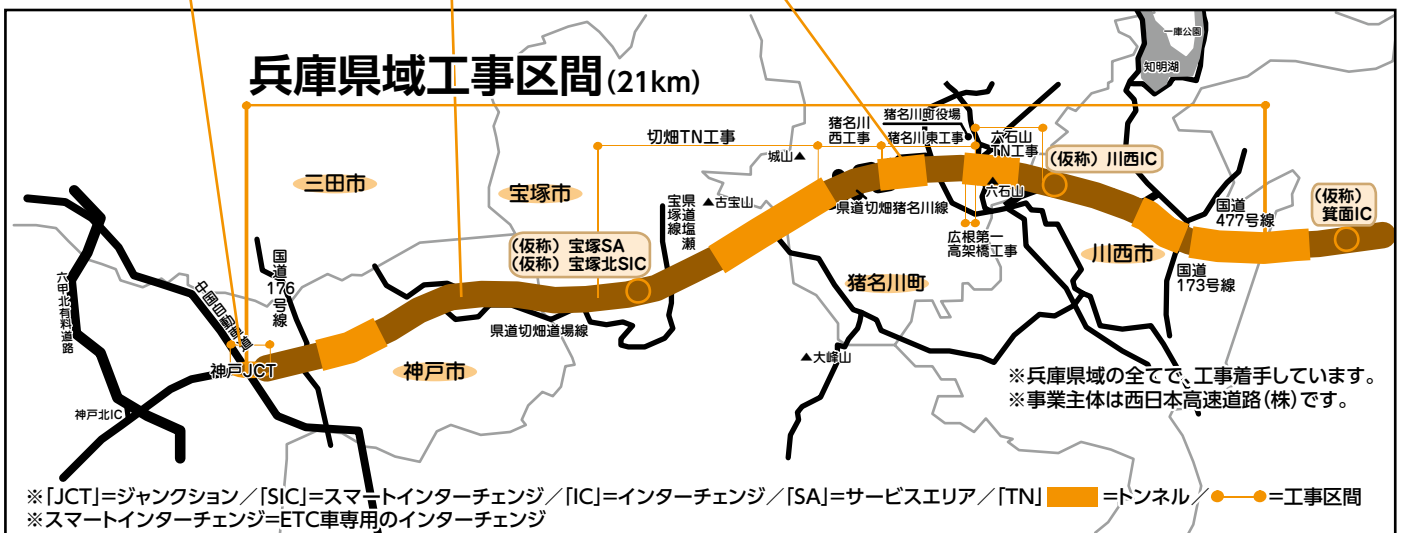 兵庫県域工事区間(21km)
一庫公園
知明湖
猪名川町役場
猪名川
西工事
猪名川東工事
六石山
TN工事
切畑TN工事
城山▲
(仮称)川西IC
(仮称)
箕面IC
三田市
宝塚市
県道塩瀬
宝塚線
▲古宝山
県道切畑猪名川線
▲
六石山
国道
477号線
広根第一
高架橋工事
川西市
国道
173号線
(仮称)宝塚SA
(仮称)宝塚北SIC
国道
176号線
猪名川町
六甲北有料道路
中国自動車道
県道切畑道場線
▲大峰山
神戸JCT
神戸市
神戸北IC
※兵庫県域の全てで、工事着手しています。
※事業主体は西日本高速道路(株)です。
※「JCT」=ジャンクション/「SIC」=スマートインターチェンジ/「IC」=インターチェンジ/「SA」=サービスエリア/「TN」 =トンネル/ =工事区間
※スマートインターチェンジ=ETC車専用のインターチェンジ